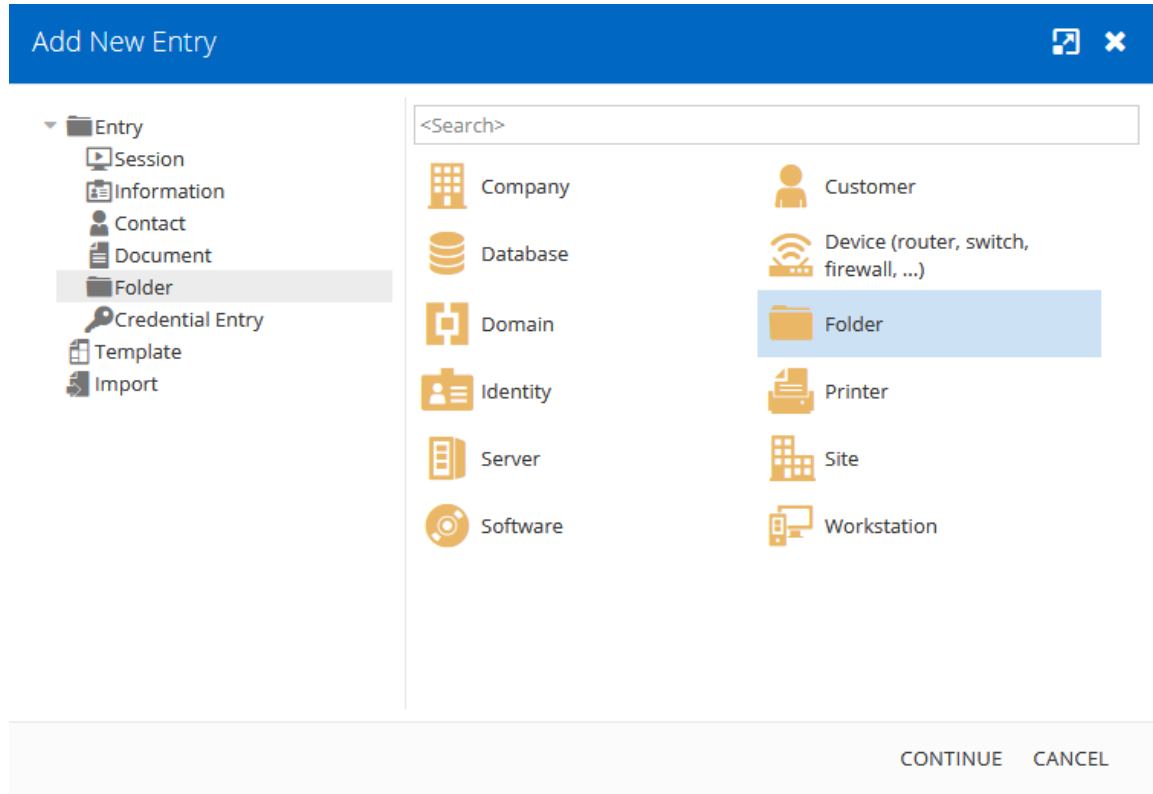 Add New Entry
Entry
Session
Information
Contact
Document
Folder
Credential Entry
Template
Import
<Search>
Company
Customer
Database
Device (router, switch,
firewall, ...)
Domain
Folder
Identity
Printer
Server
Site
Software
Workstation
CONTINUE
CANCEL